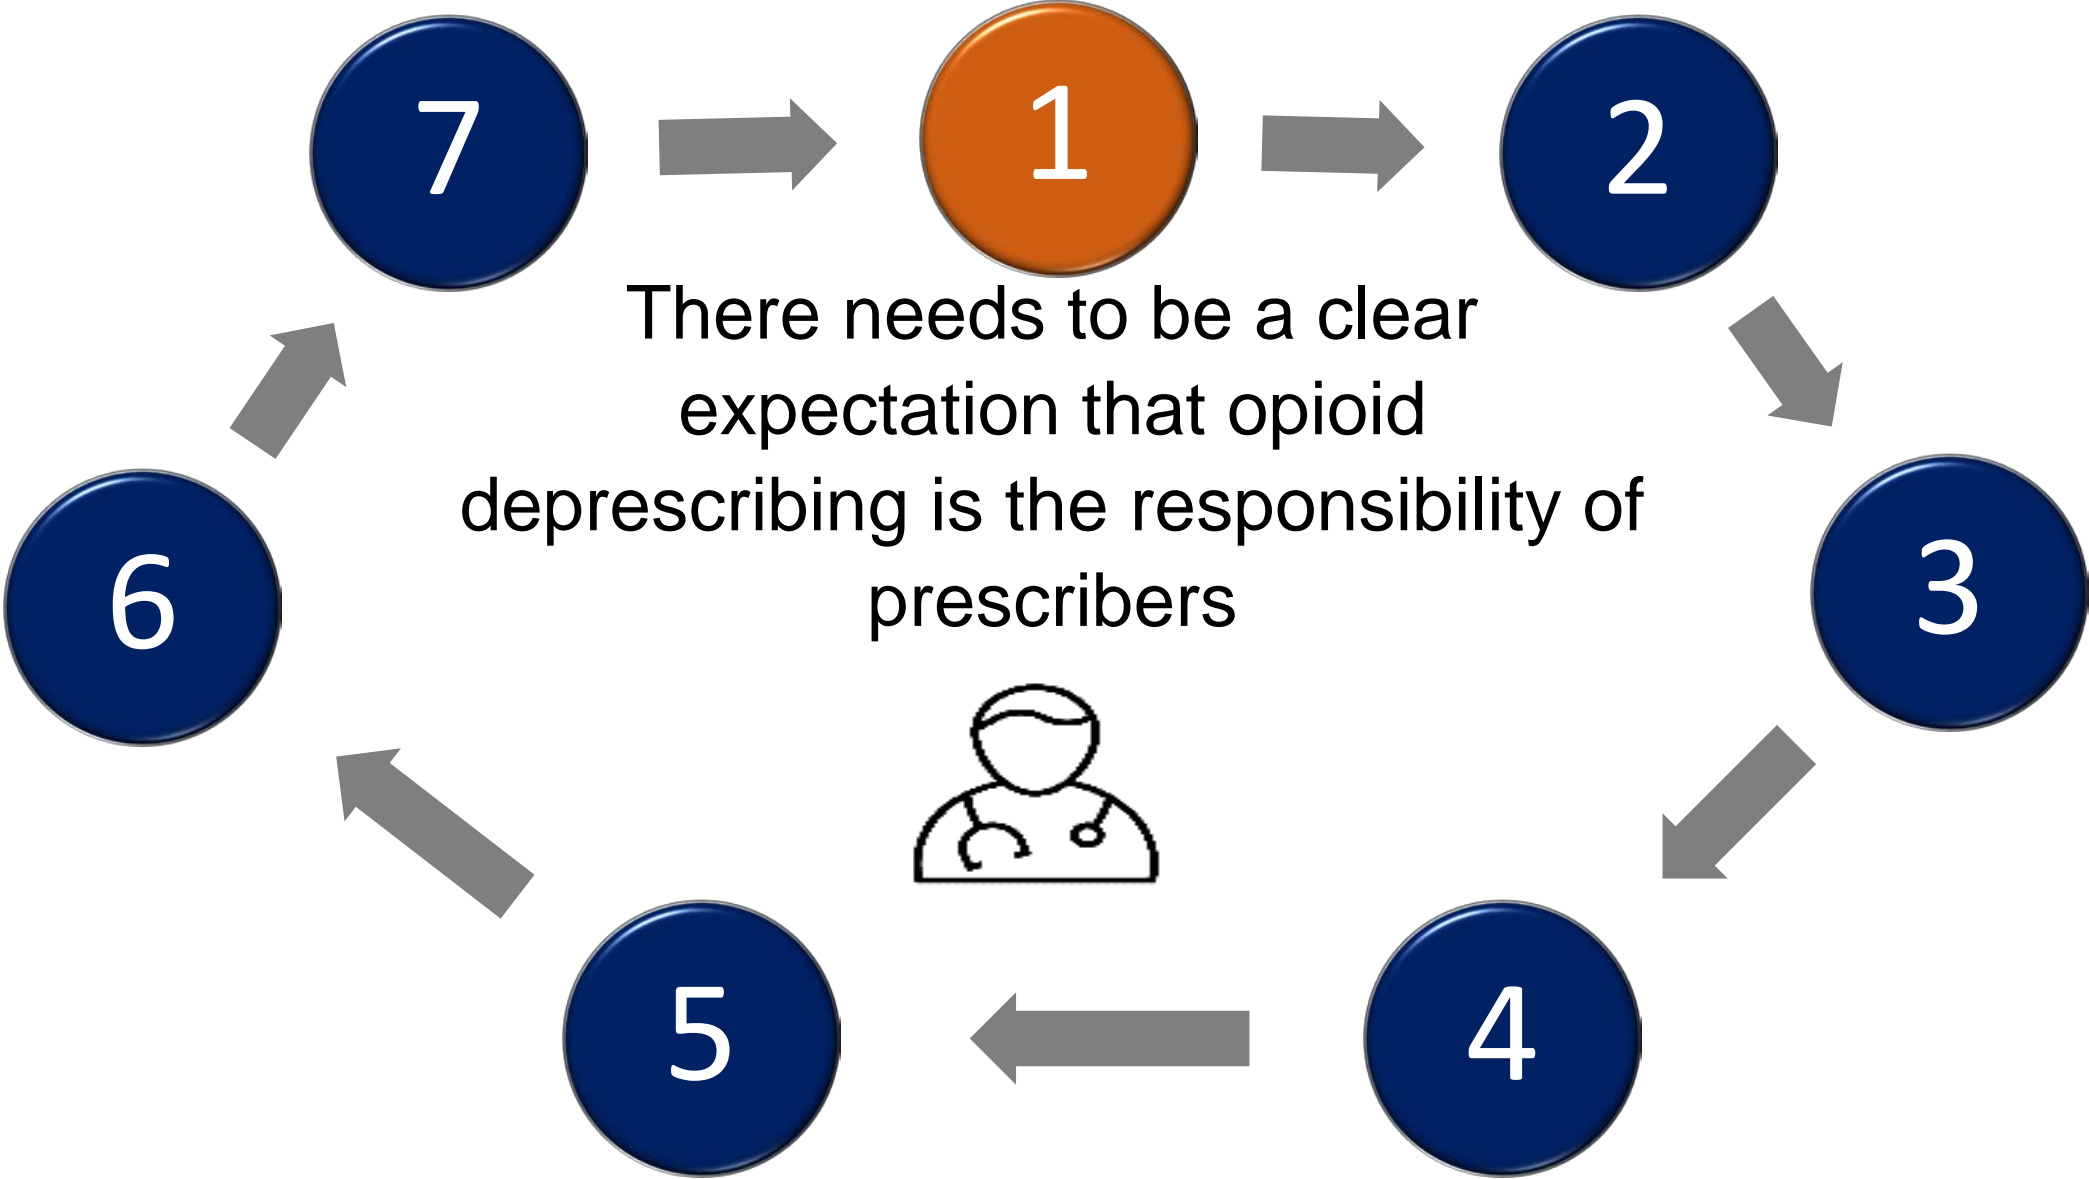 7
1
2
There needs to be a clear
expectation that opioid
deprescribing is the responsibility of
prescribers
6
3
5
4